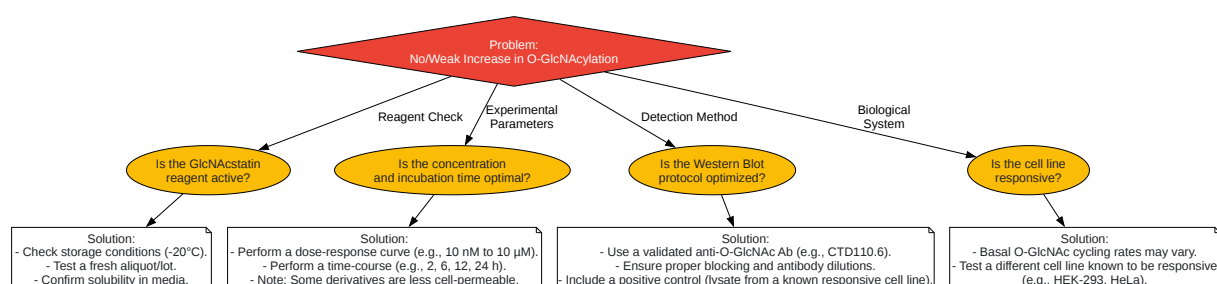 Problem:
No/Weak Increase in O-GlcNAcylation
Reagent Check
Experimental
Parameters
Detection Method
Biological
System
Is the GlcNAcstatin
reagent active?
Is the concentration
and incubation time optimal?
Is the Western Blot
protocol optimized?
Is the cell line
responsive?
Solution:
- Check storage conditions (-20°C).
- Test a fresh aliquot/lot.
- Confirm solubility in media.
Solution:
- Perform a dose-response curve (e.g., 10 nM to 10 µM).
- Perform a time-course (e.g., 2, 6, 12, 24 h).
- Note: Some derivatives are less cell-permeable.
Solution:
- Use a validated anti-O-GlcNAc Ab (e.g., CTD110.6).
- Ensure proper blocking and antibody dilutions.
- Include a positive control (lysate from a known responsive cell line).
Solution:
- Basal O-GlcNAc cycling rates may vary.
- Test a different cell line known to be responsive
(e.g., HEK-293, HeLa).